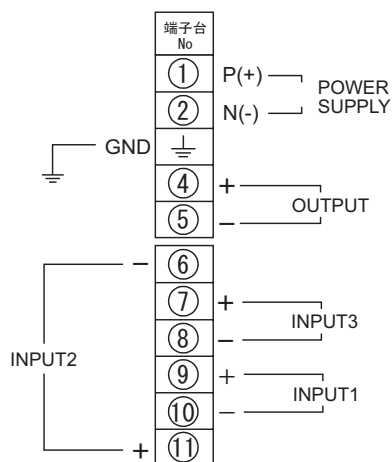 端子台
No
① P(+) POWER
② N(-) SUPPLY
GND
④ +
OUTPUT
⑤ −
− ⑥
⑦ +
INPUT3
⑧ −
INPUT2
⑨ +
INPUT1
⑩ −
+ ⑪